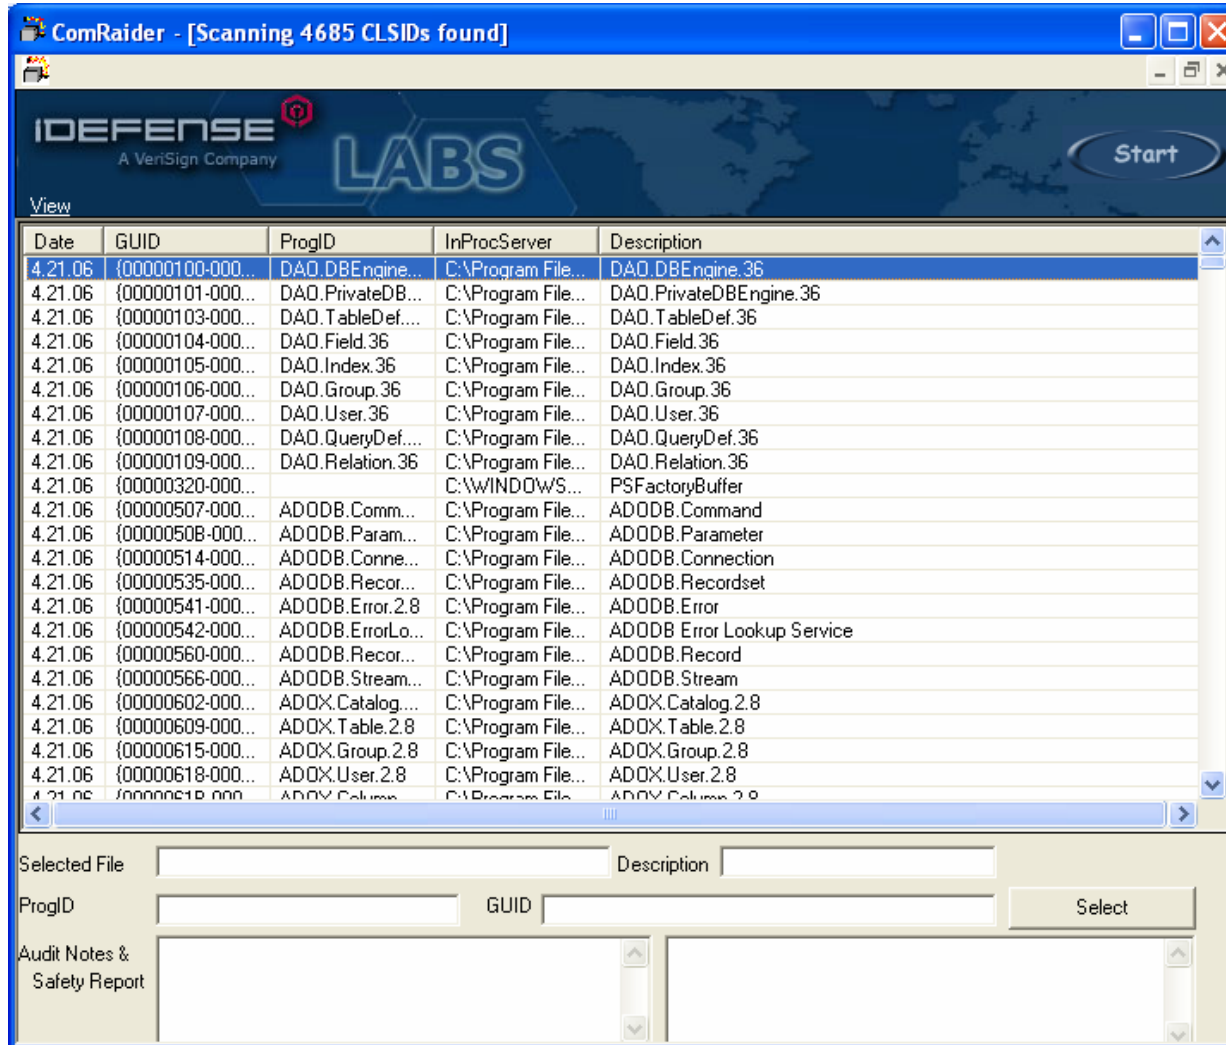 ComRaider - [Scanning 4685 CLSIDs found]
iDEFENSE LABS
A VeriSign Company
Start
View
Date GUID ProgID InProcServer Description
4.21.06 {00000100-000... DAO.DBEngine... C:\Program File... DAO.DBEngine.36
4.21.06 {00000101-000... DAO.PrivateDB... C:\Program File... DAO.PrivateDBEngine.36
4.21.06 {00000103-000... DAO.TableDef.... C:\Program File... DAO.TableDef.36
4.21.06 {00000104-000... DAO.Field.36 C:\Program File... DAO.Field.36
4.21.06 {00000105-000... DAO.Index.36 C:\Program File... DAO.Index.36
4.21.06 {00000106-000... DAO.Group.36 C:\Program File... DAO.Group.36
4.21.06 {00000107-000... DAO.User.36 C:\Program File... DAO.User.36
4.21.06 {00000108-000... DAO.QueryDef.... C:\Program File... DAO.QueryDef.36
4.21.06 {00000109-000... DAO.Relation.36 C:\Program File... DAO.Relation.36
4.21.06 {00000320-000... C:\WINDOWS... PSFactoryBuffer
4.21.06 {00000507-000... ADODB.Comm... C:\Program File... ADODB.Command
4.21.06 {0000050B-000... ADODB.Param... C:\Program File... ADODB.Parameter
4.21.06 {00000514-000... ADODB.Conne... C:\Program File... ADODB.Connection
4.21.06 {00000535-000... ADODB.Recor... C:\Program File... ADODB.Recordset
4.21.06 {00000541-000... ADODB.Error.2.8 C:\Program File... ADODB.Error
4.21.06 {00000542-000... ADODB.ErrorLo... C:\Program File... ADODB Error Lookup Service
4.21.06 {00000560-000... ADODB.Recor... C:\Program File... ADODB.Record
4.21.06 {00000566-000... ADODB.Stream... C:\Program File... ADODB.Stream
4.21.06 {00000602-000... ADOX.Catalog.... C:\Program File... ADOX.Catalog.2.8
4.21.06 {00000609-000... ADOX.Table.2.8 C:\Program File... ADOX.Table.2.8
4.21.06 {00000615-000... ADOX.Group.2.8 C:\Program File... ADOX.Group.2.8
4.21.06 {00000618-000... ADOX.User.2.8 C:\Program File... ADOX.User.2.8
4.21.06 {0000061B-000... ADOX.Column... C:\Program File... ADOX.Column.2.8
Selected File Description
ProgID GUID Select
Audit Notes &
Safety Report